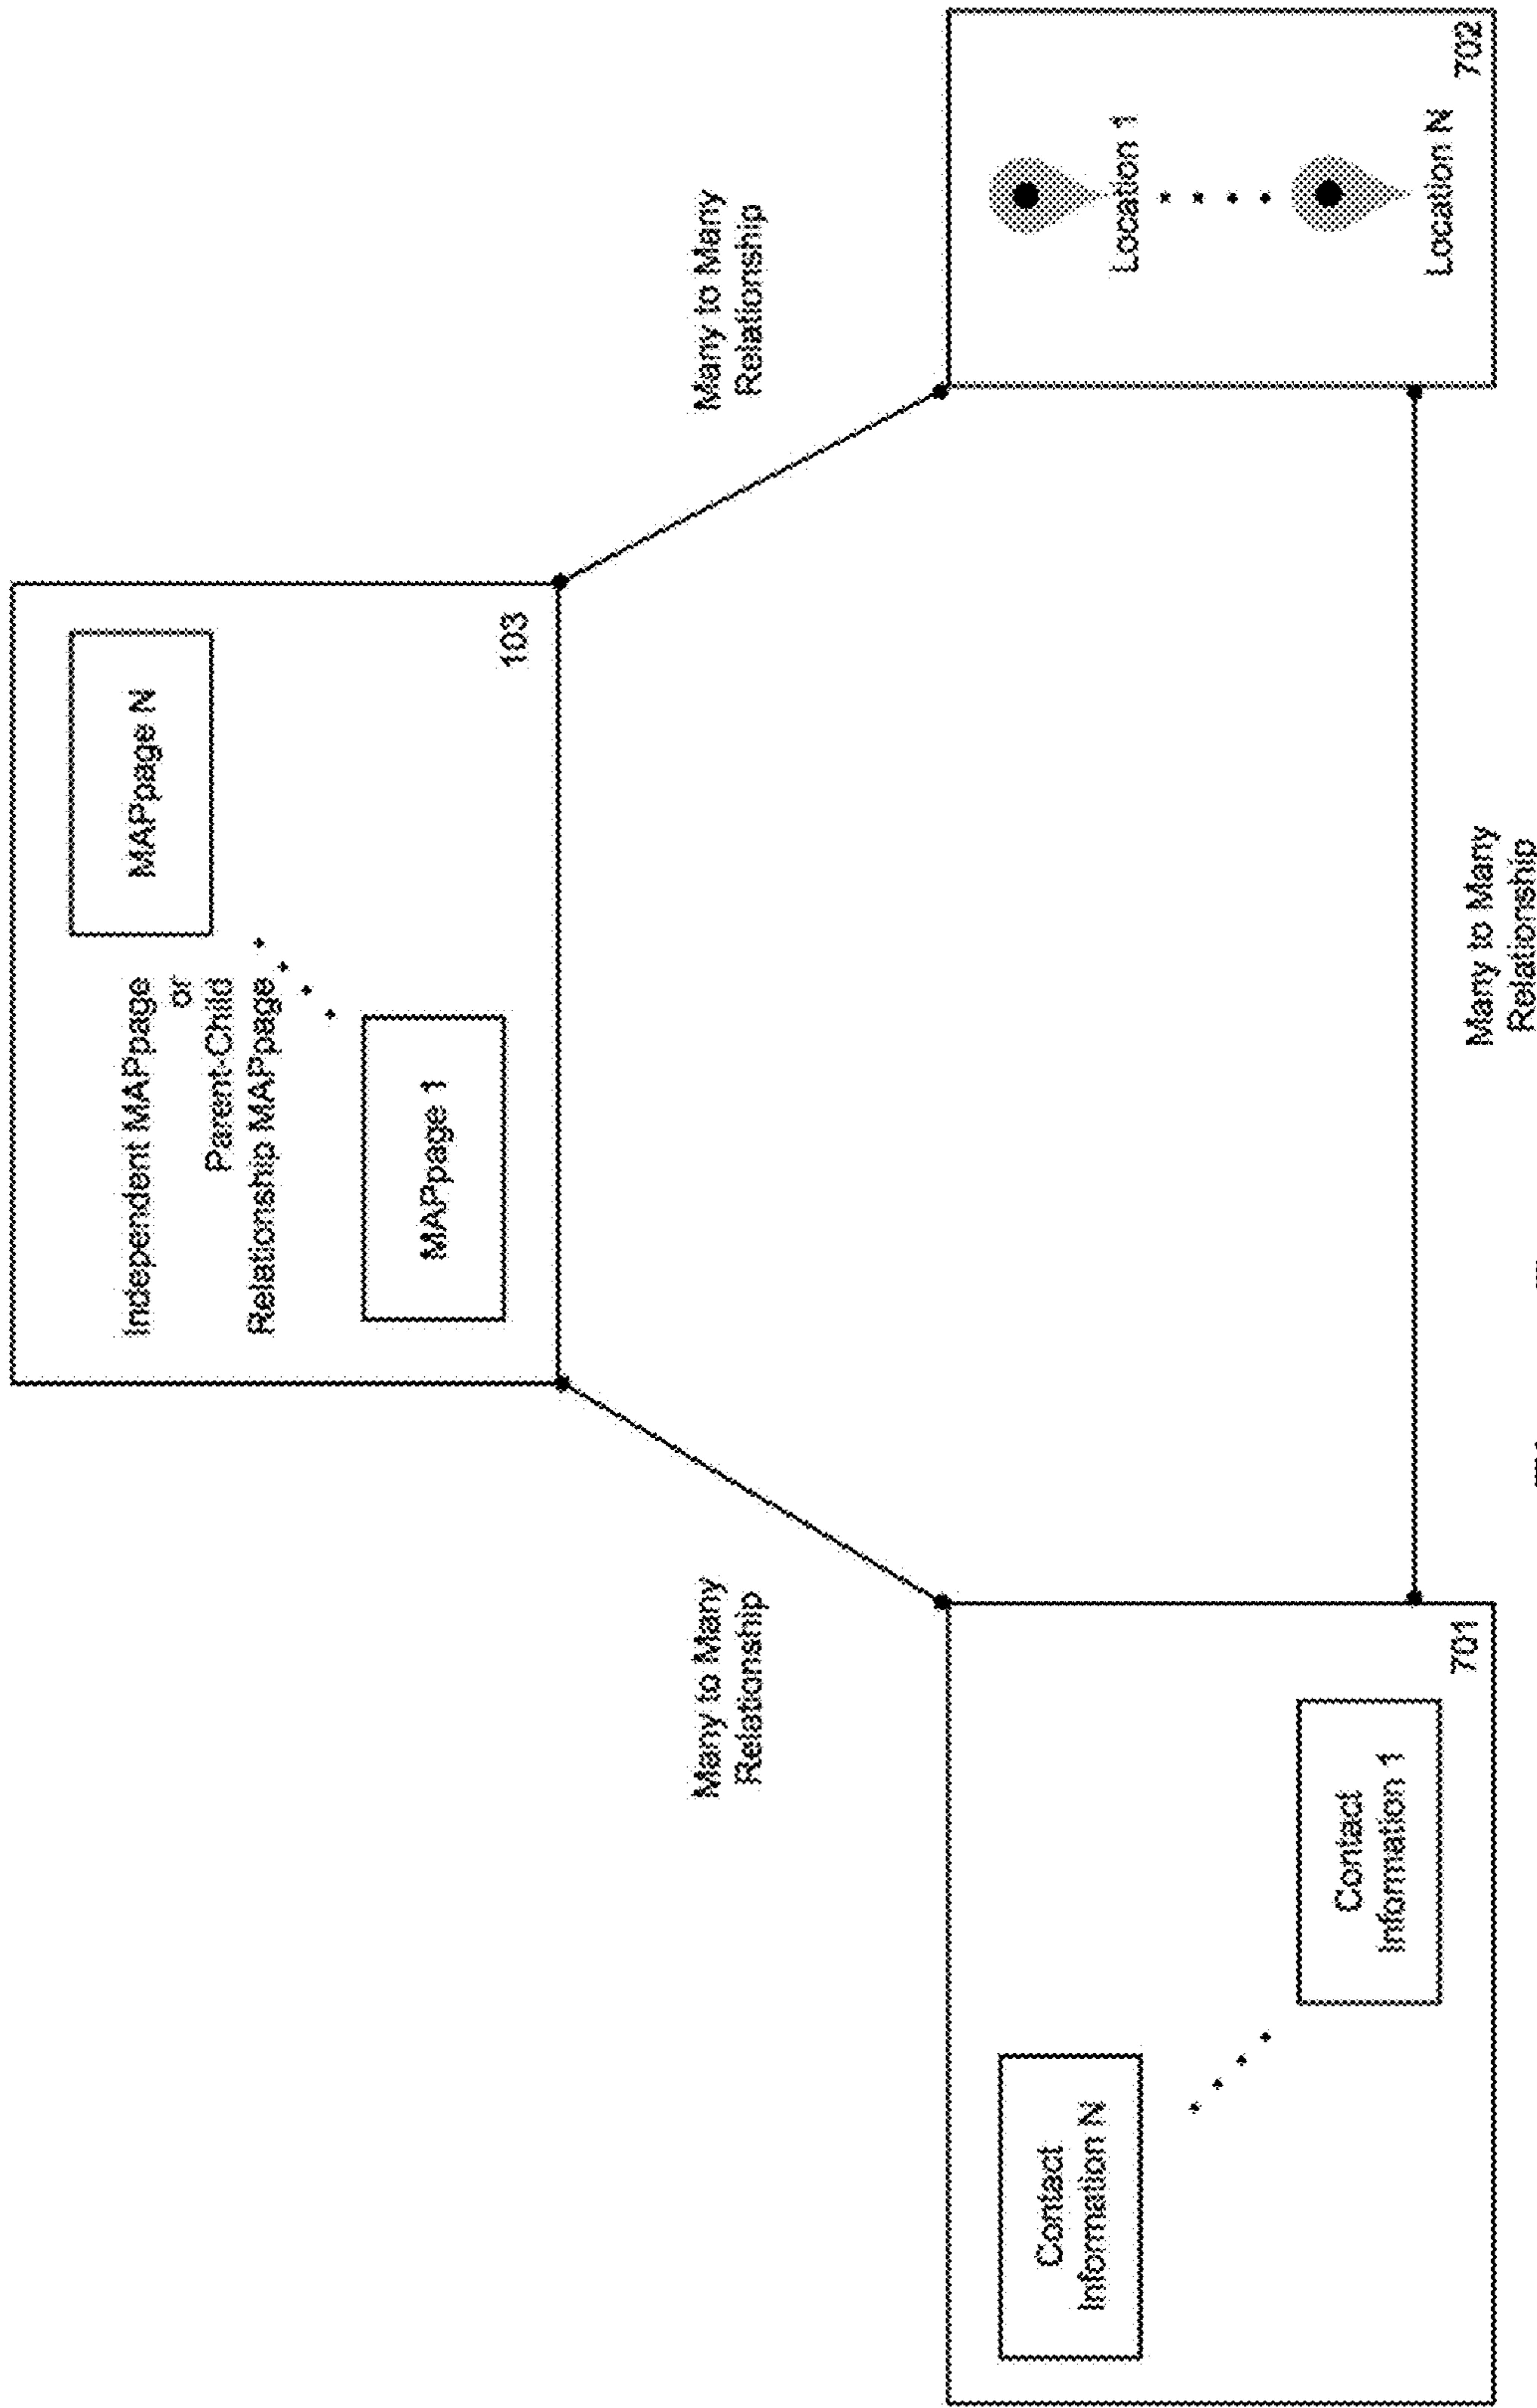 Independent MAPpage
or
Parent-Child
Relationship MAPpage
MAPpage N
MAPpage 1
103
Many to Many
Relationship
Many to Many
Relationship
Contact
Information N
Contact
Information 1
701
Location 1
Location N
702
Many to Many
Relationship